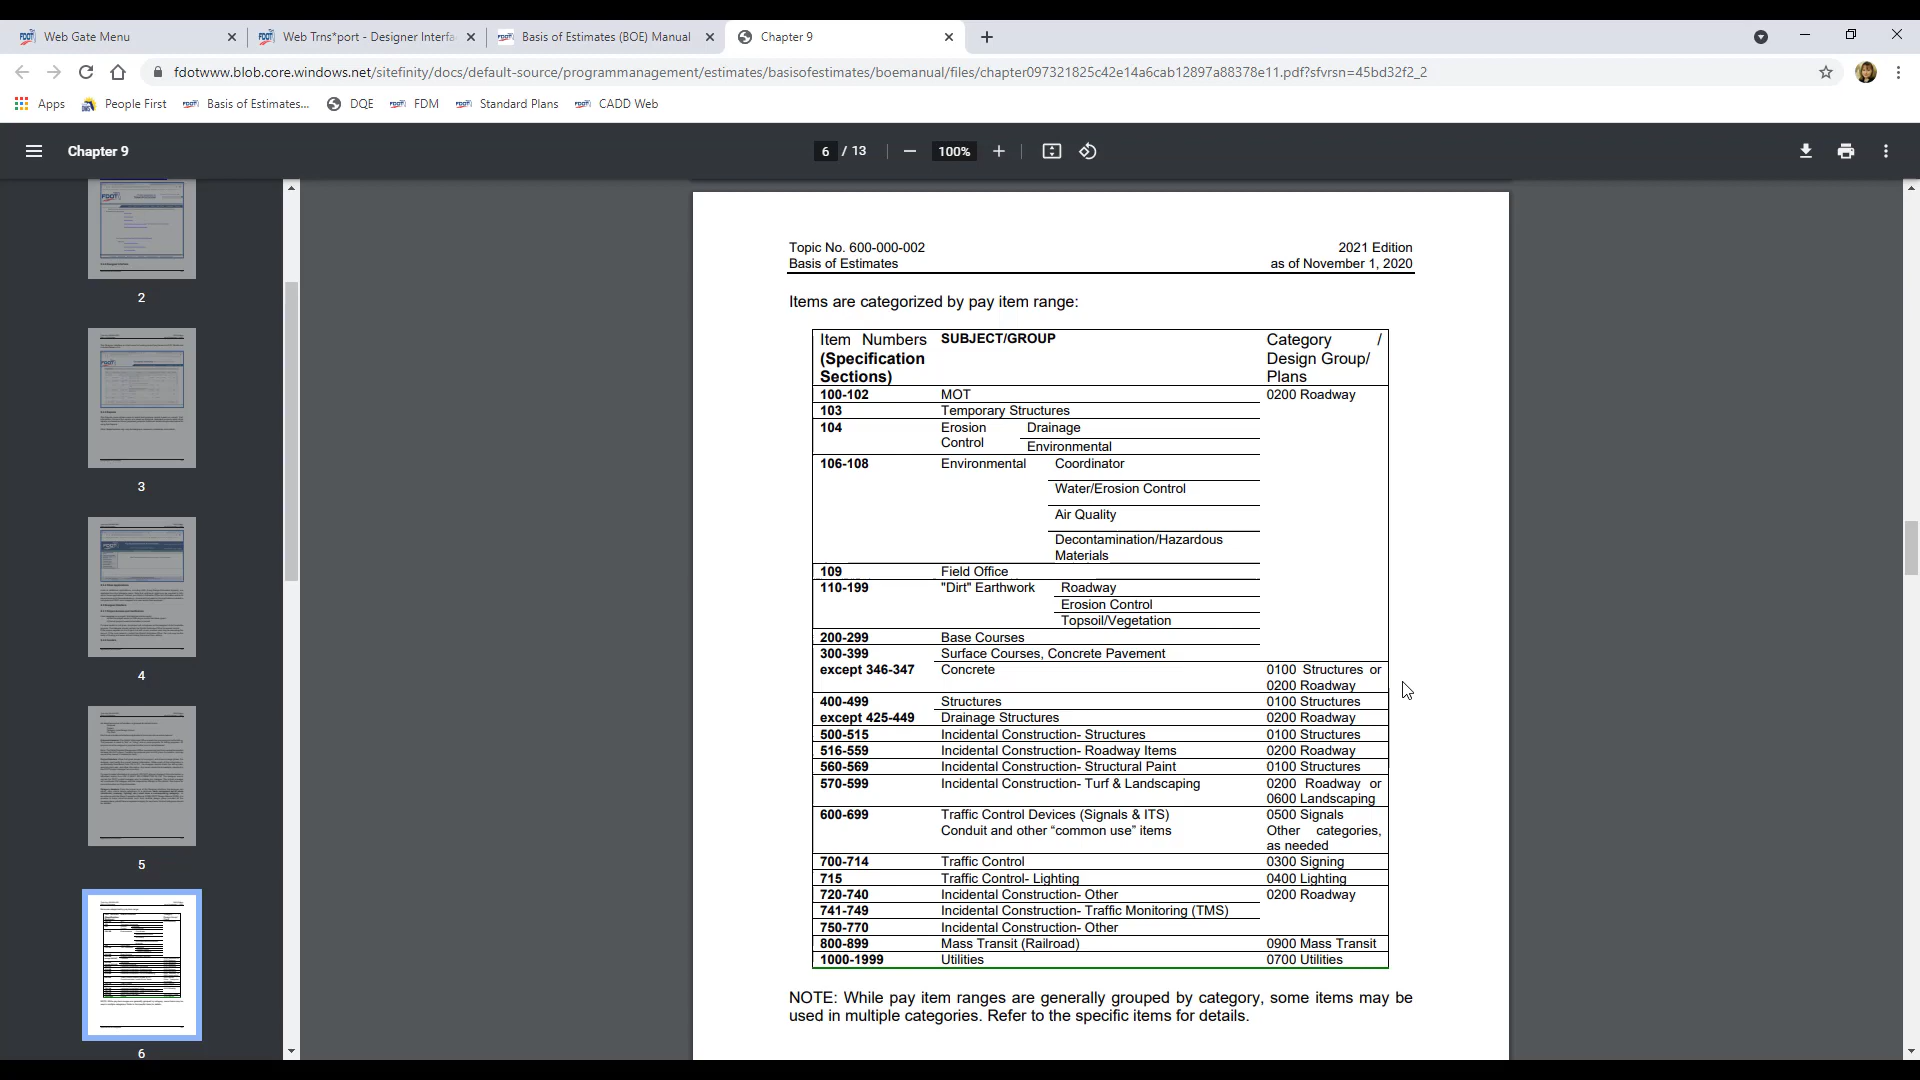 Web Gate Menu
Web Trns*port - Designer Interfa
Basis of Estimates (BOE) Manual
Chapter 9
fdotwww.blob.core.windows.net/sitefinity/docs/default-source/programmanagement/estimates/basisofestimates/boemanual/files/chapter097321825c42e14a6cab12897a88378e11.pdf?sfvrsn=45bd32f2_2
Apps People First Basis of Estimates... DQE FDM Standard Plans CADD Web
Chapter 9
6 / 13
100%
2
3
4
5
6
Topic No. 600-000-002 2021 Edition
Basis of Estimates as of November 1, 2020
Items are categorized by pay item range:
Item Numbers SUBJECT/GROUP Category /
(Specification Design Group/
Sections) Plans
100-102 MOT 0200 Roadway
103 Temporary Structures
104 Erosion Drainage
Control Environmental
106-108 Environmental Coordinator
Water/Erosion Control
Air Quality
Decontamination/Hazardous
Materials
109 Field Office
110-199 "Dirt" Earthwork Roadway
Erosion Control
Topsoil/Vegetation
200-299 Base Courses
300-399 Surface Courses, Concrete Pavement
except 346-347 Concrete 0100 Structures or
0200 Roadway
400-499 Structures 0100 Structures
except 425-449 Drainage Structures 0200 Roadway
500-515 Incidental Construction- Structures 0100 Structures
516-559 Incidental Construction- Roadway Items 0200 Roadway
560-569 Incidental Construction- Structural Paint 0100 Structures
570-599 Incidental Construction- Turf & Landscaping 0200 Roadway or
0600 Landscaping
600-699 Traffic Control Devices (Signals & ITS) 0500 Signals
Conduit and other “common use” items Other categories,
as needed
700-714 Traffic Control 0300 Signing
715 Traffic Control- Lighting 0400 Lighting
720-740 Incidental Construction- Other 0200 Roadway
741-749 Incidental Construction- Traffic Monitoring (TMS)
750-770 Incidental Construction- Other
800-899 Mass Transit (Railroad) 0900 Mass Transit
1000-1999 Utilities 0700 Utilities
NOTE: While pay item ranges are generally grouped by category, some items may be
used in multiple categories. Refer to the specific items for details.